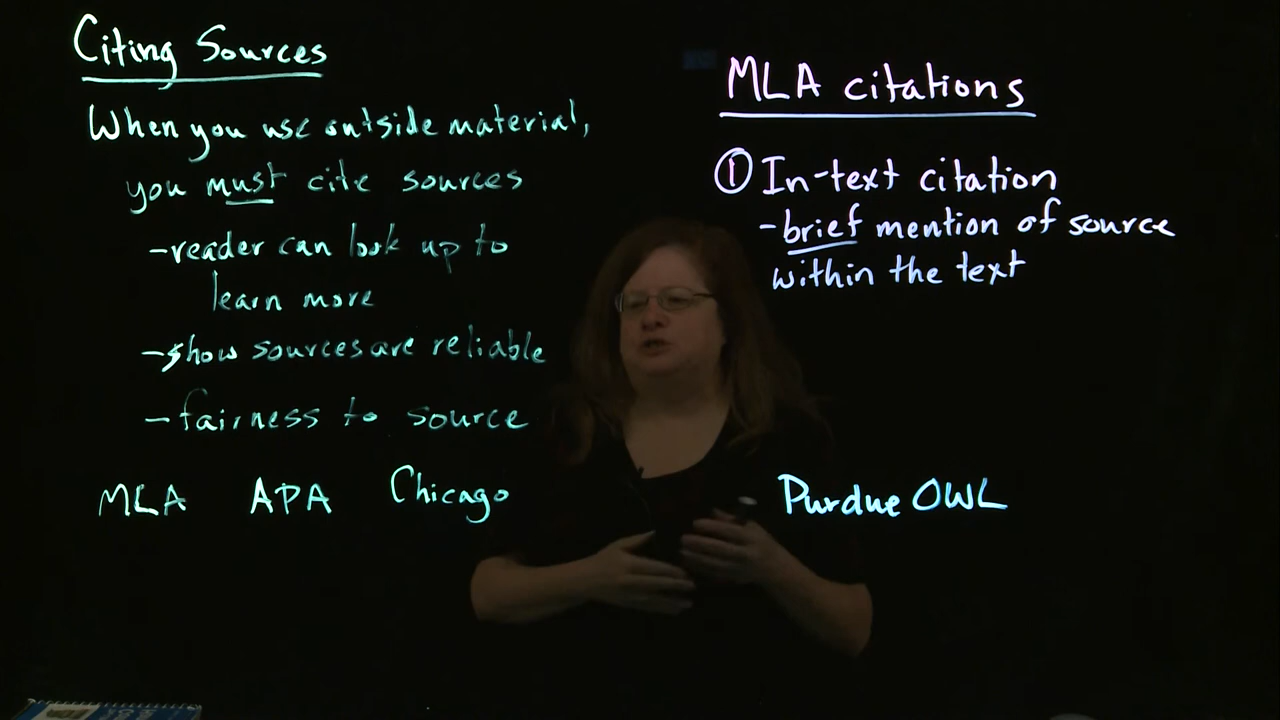 Citing Sources
When you use outside material,
you must cite sources
-reader can look up to
learn more
-show sources are reliable
-fairness to source
MLA APA Chicago
MLA citations
① In-text citation
-brief mention of source
within the text
Purdue OWL